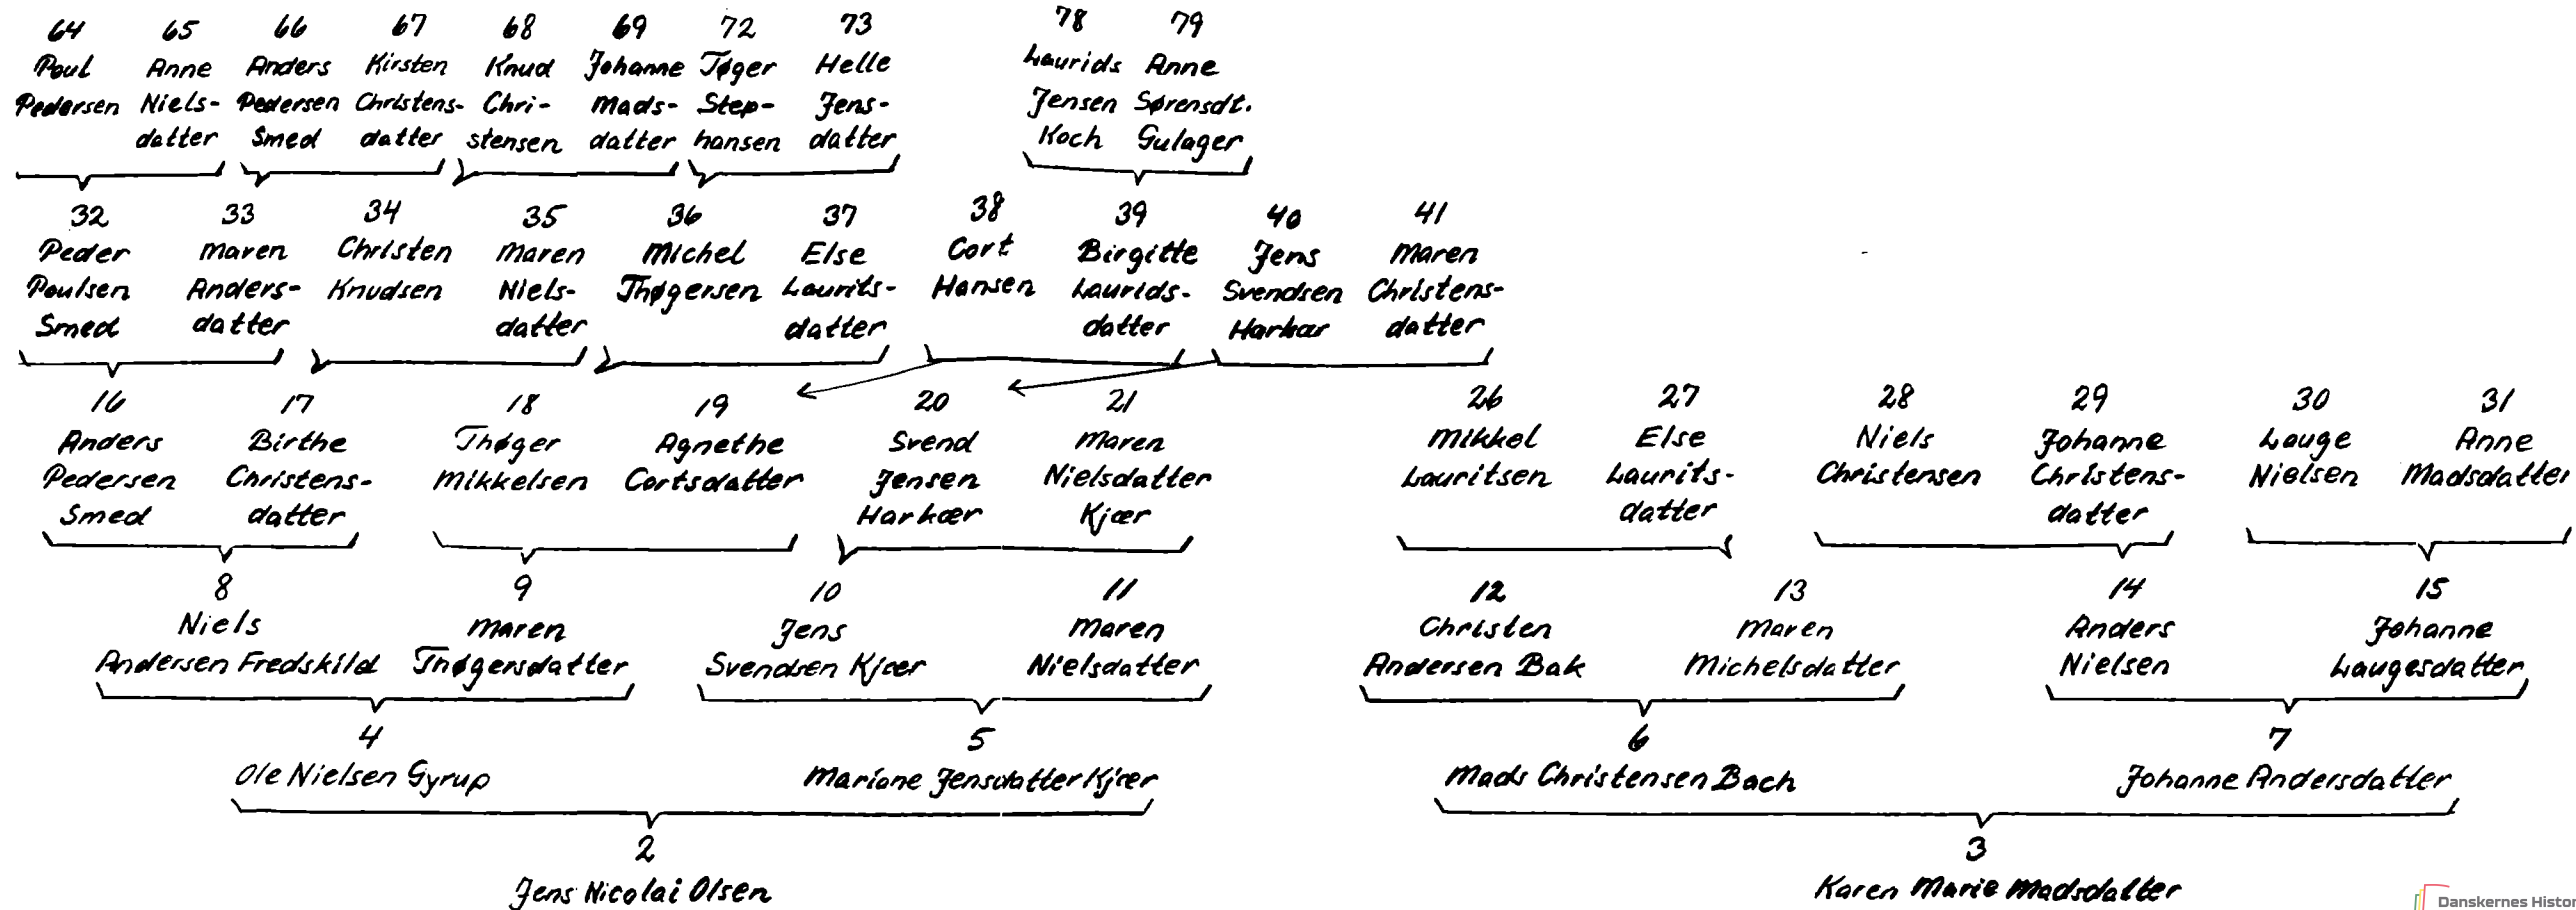 64 65 66 67 68 69 72 73 78 79
Poul Anne Anders Kirsten Knud Johanne Tøger Helle Laurids Anne
Pedersen Niels- Pedersen Christens- Chri- Mads- Step- Jens- Jensen Sørensdt.
datter Smed datter stensen datter hansen datter Koch Gulager
32 33 34 35 36 37 38 39 40 41
Peder Maren Christen Maren Michel Else Cort Birgitte Jens Maren
Poulsen Anders- Knudsen Niels- Thøgersen Laurits- Hansen Laurids- Svendsen Christens-
Smed datter datter datter datter Harkær datter
16 17 18 19 20 21 26 27 28 29 30 31
Anders Birthe Thøger Agnethe Svend Maren Mikkel Else Niels Johanne Lauge Anne
Pedersen Christens- Mikkelsen Cortsdatter Jensen Nielsdatter Lauritsen Laurits- Christensen Christens- Nielsen Madsdatter
Smed datter Harkær Kjær datter datter
8 9 10 11 12 13 14 15
Niels Maren Jens Maren Christen Maren Anders Johanne
Andersen Fredskild Thøgersdatter Svendsen Kjær Nielsdatter Andersen Bak Michelsdatter Nielsen Laugesdatter
4 5 6 7
Ole Nielsen Gyrup Mariane Jensdatter Kjær Mads Christensen Bach Johanne Andersdatter
2 3
Jens Nicolai Olsen Karen Marie Madsdatter
Danskernes Histor